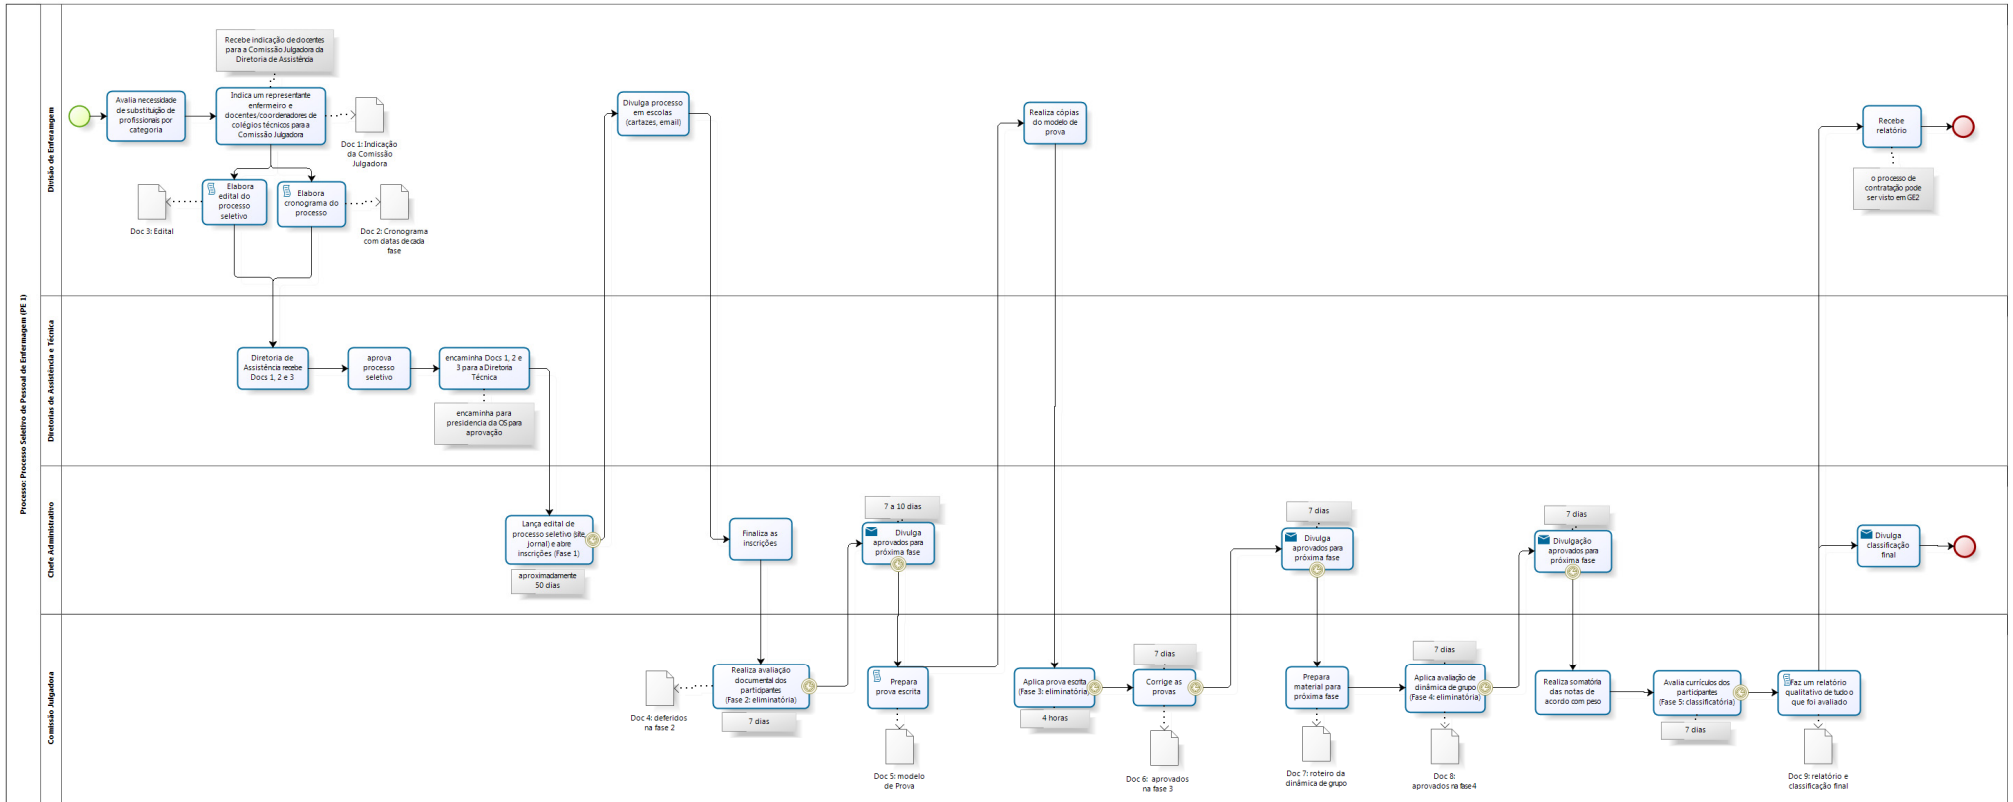 Processo: Processo Seletivo de Pessoal de Enfermagem (PE 1)
Divisão de Enferamgem
Recebe indicação de docentes
para a Comissão Julgadora da
Diretoria de Assistência
Avalia necessidade
de substituição de
profissionais por
categoria
Indica um representante
enfermeiro e
docentes/coordenadores de
colégios técnicos para a
Comissão Julgadora
Doc 1: Indicação
da Comissão
Julgadora
Elabora
edital do
processo
seletivo
Elabora
cronograma do
processo
Doc 3: Edital
Doc 2: Cronograma
com datas de cada
fase
Divulga processo
em escolas
(cartazes, email)
Realiza cópias
do modelo de
prova
Recebe
relatório
o processo de
contratação pode
ser visto em GE2
Diretorias de Assistência e Técnica
Diretoria de
Assistência recebe
Docs 1, 2 e 3
aprova
processo
seletivo
encaminha Docs 1, 2 e
3 para a Diretoria
Técnica
encaminha para
presidencia da OS para
aprovação
Chefe Administrativo
Lança edital de
processo seletivo (site,
jornal) e abre
inscrições (Fase 1)
aproximadamente
50 dias
Finaliza as
inscrições
7 a 10 dias
Divulga
aprovados para
próxima fase
7 dias
Divulga
aprovados para
próxima fase
7 dias
Divulgação
aprovados para
próxima fase
Divulga
classificação
final
Comissão Julgadora
Realiza avaliação
documental dos
participantes
(Fase 2: eliminatória)
7 dias
Doc 4: deferidos
na fase 2
Prepara
prova escrita
Doc 5: modelo
de Prova
Aplica prova escrita
(Fase 3: eliminatória)
4 horas
7 dias
Corrige as
provas
Doc 6: aprovados
na fase 3
Prepara
material para
próxima fase
Doc 7: roteiro da
dinâmica de grupo
7 dias
Aplica avaliação de
dinâmica de grupo
(Fase 4: eliminatória)
Doc 8:
aprovados na fase4
Realiza somatória
das notas de
acordo com peso
Avalia currículos dos
participantes
(Fase 5: classificatória)
7 dias
Faz um relatório
qualitativo de tudo o
que foi avaliado
Doc 9: relatório e
classificação final